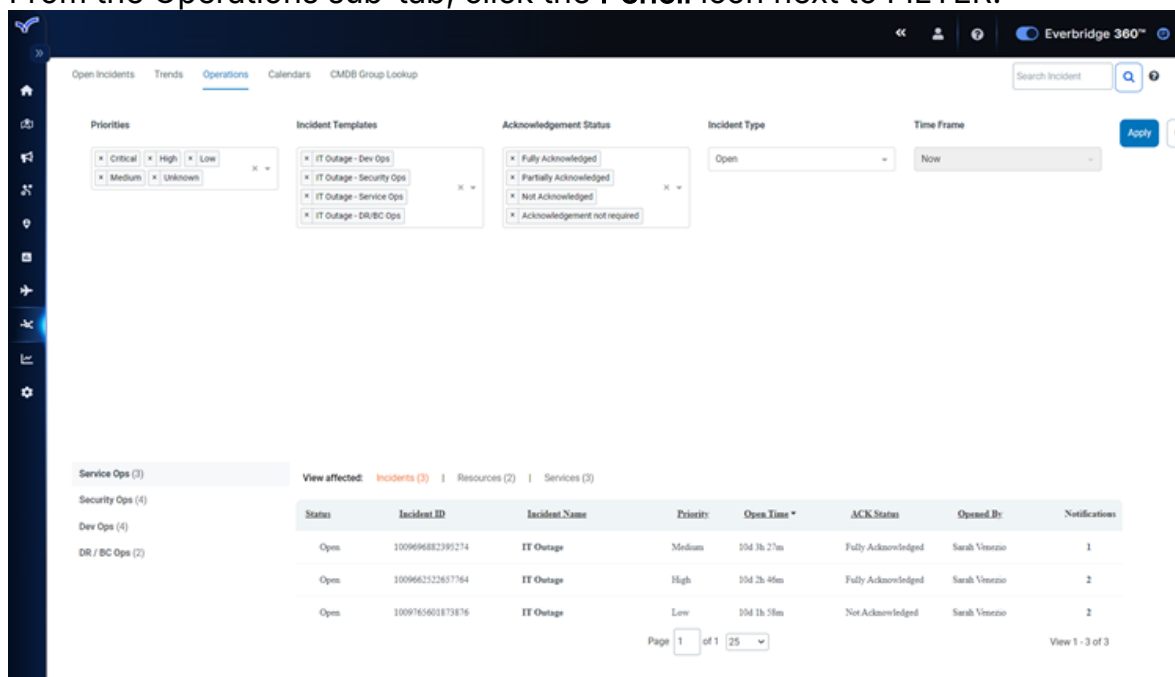 From the Operations sub-tab, click the Pencil icon next to FILTER.
Everbridge 360™
Open Incidents Trends Operations Calendars CMDB Group Lookup Search Incident
Priorities Incident Templates Acknowledgement Status Incident Type Time Frame
Apply
× Critical × High × Low
× Medium × Unknown
× IT Outage - Dev Ops
× IT Outage - Security Ops
× IT Outage - Service Ops
× IT Outage - DR/BC Ops
× Fully Acknowledged
× Partially Acknowledged
× Not Acknowledged
× Acknowledgement not required
Open
Now
Service Ops (3)
Security Ops (4)
Dev Ops (4)
DR / BC Ops (2)
View affected: Incidents (3) | Resources (2) | Services (3)
Status Incident ID Incident Name Priority Open Time ACK Status Opened By Notifications
Open 1009696882395274 IT Outage Medium 10d 3h 27m Fully Acknowledged Sarah Venezio 1
Open 1009662522657764 IT Outage High 10d 2h 46m Fully Acknowledged Sarah Venezio 2
Open 1009765601873876 IT Outage Low 10d 1h 58m Not Acknowledged Sarah Venezio 2
Page 1 of 1 25 View 1 - 3 of 3